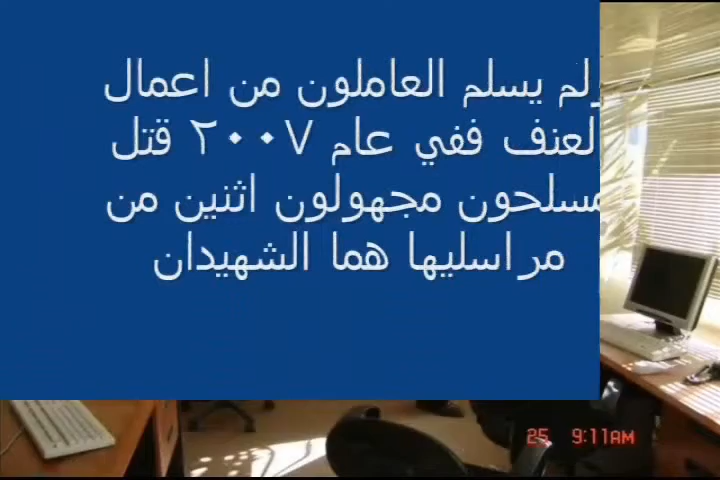 ولم يسلم العاملون من اعمال
العنف ففي عام ٢٠٠٧ قتل
مسلحون مجهولون اثنين من
مراسليها هما الشهيدان
25 9:11AM